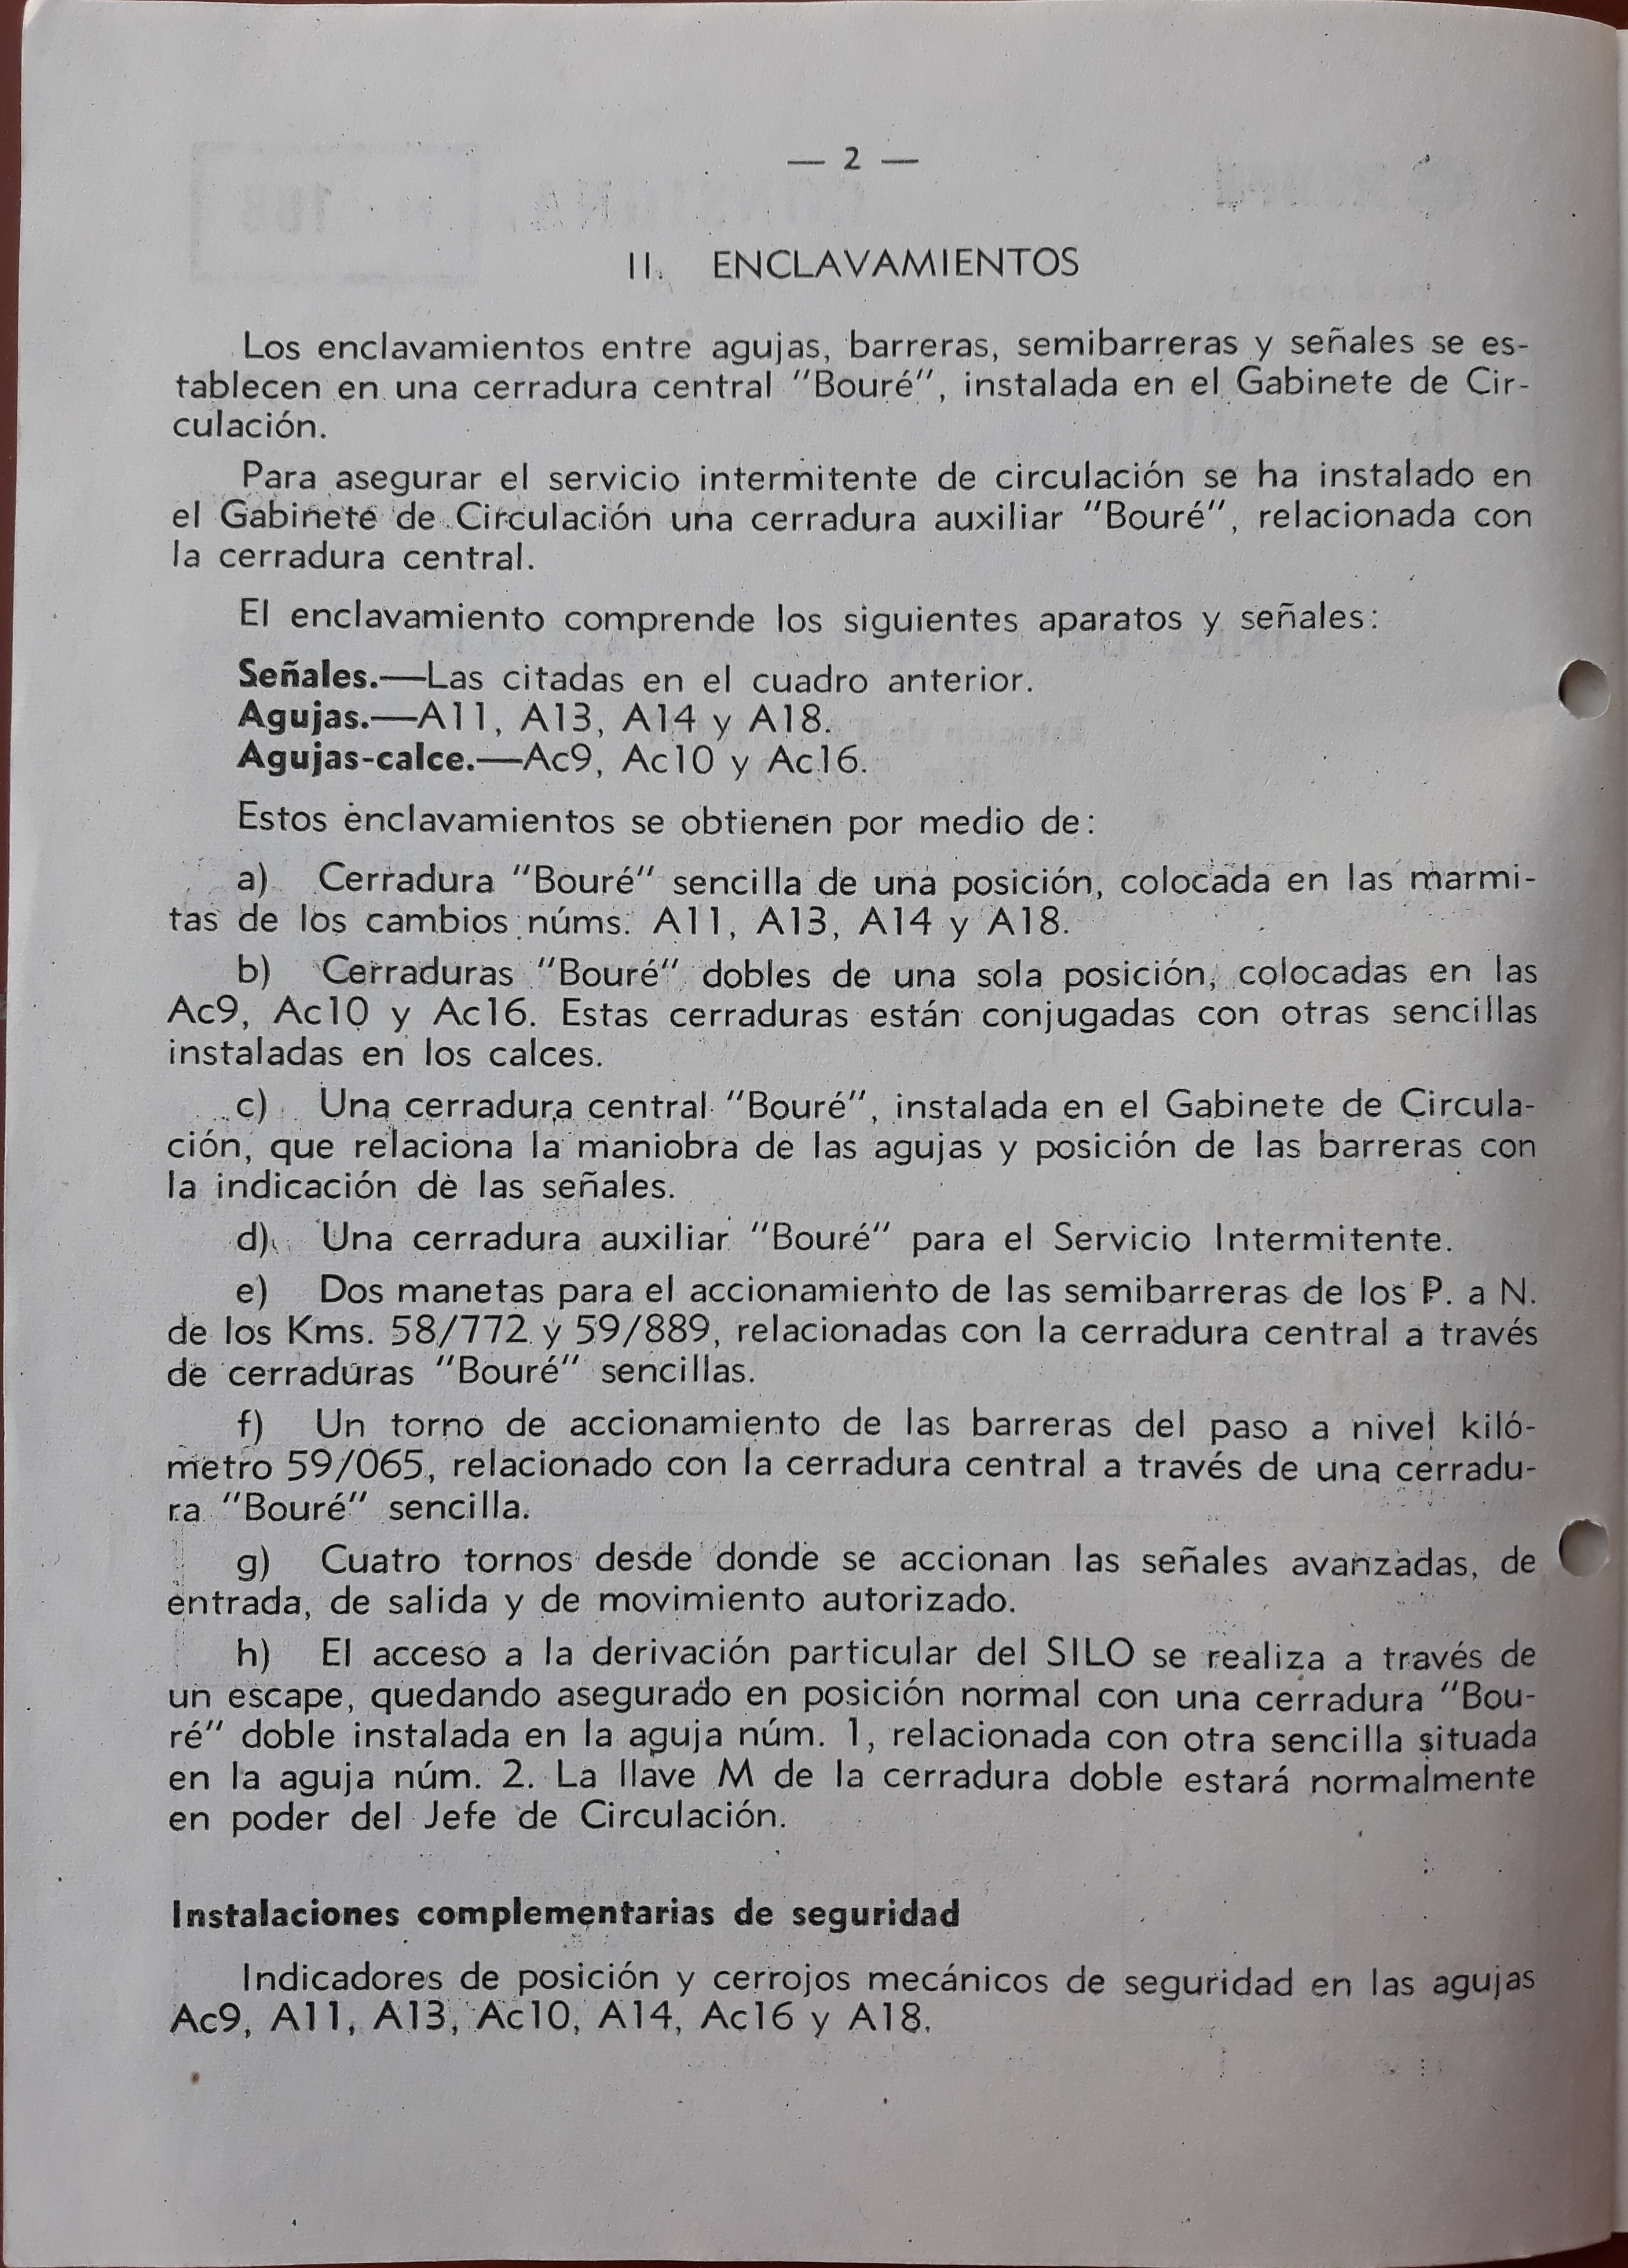 — 2 —
II. ENCLAVAMIENTOS
Los enclavamientos entre agujas, barreras, semibarreras y señales se es-
tablecen en una cerradura central "Bouré", instalada en el Gabinete de Cir-
culación.
Para asegurar el servicio intermitente de circulación se ha instalado en
el Gabinete de Circulación una cerradura auxiliar "Bouré", relacionada con
la cerradura central.
El enclavamiento comprende los siguientes aparatos y señales:
Señales.—Las citadas en el cuadro anterior.
Agujas.—A11, A13, A14 y A18.
Agujas-calce.—Ac9, Ac10 y Ac16.
Estos enclavamientos se obtienen por medio de:
a) Cerradura "Bouré" sencilla de una posición, colocada en las marmi-
tas de los cambios núms. A11, A13, A14 y A18.
b) Cerraduras "Bouré" dobles de una sola posición, colocadas en las
Ac9, Ac10 y Ac16. Estas cerraduras están conjugadas con otras sencillas
instaladas en los calces.
c) Una cerradura central "Bouré", instalada en el Gabinete de Circula-
ción, que relaciona la maniobra de las agujas y posición de las barreras con
la indicación de las señales.
d) Una cerradura auxiliar "Bouré" para el Servicio Intermitente.
e) Dos manetas para el accionamiento de las semibarreras de los P. a N.
de los Kms. 58/772 y 59/889, relacionadas con la cerradura central a través
de cerraduras "Bouré" sencillas.
f) Un torno de accionamiento de las barreras del paso a nivel kiló-
metro 59/065, relacionado con la cerradura central a través de una cerradu-
ra "Bouré" sencilla.
g) Cuatro tornos desde donde se accionan las señales avanzadas, de
entrada, de salida y de movimiento autorizado.
h) El acceso a la derivación particular del SILO se realiza a través de
un escape, quedando asegurado en posición normal con una cerradura "Bou-
ré" doble instalada en la aguja núm. 1, relacionada con otra sencilla situada
en la aguja núm. 2. La llave M de la cerradura doble estará normalmente
en poder del Jefe de Circulación.
Instalaciones complementarias de seguridad
Indicadores de posición y cerrojos mecánicos de seguridad en las agujas
Ac9, A11, A13, Ac10, A14, Ac16 y A18.